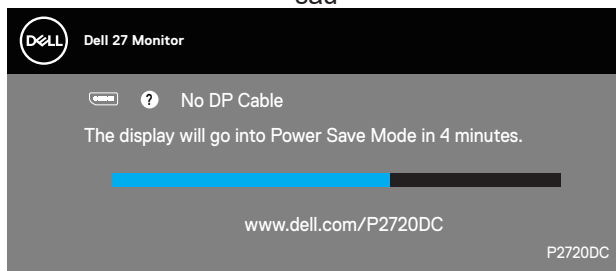 sau
DELL
Dell 27 Monitor
? No DP Cable
The display will go into Power Save Mode in 4 minutes.
www.dell.com/P2720DC
P2720DC